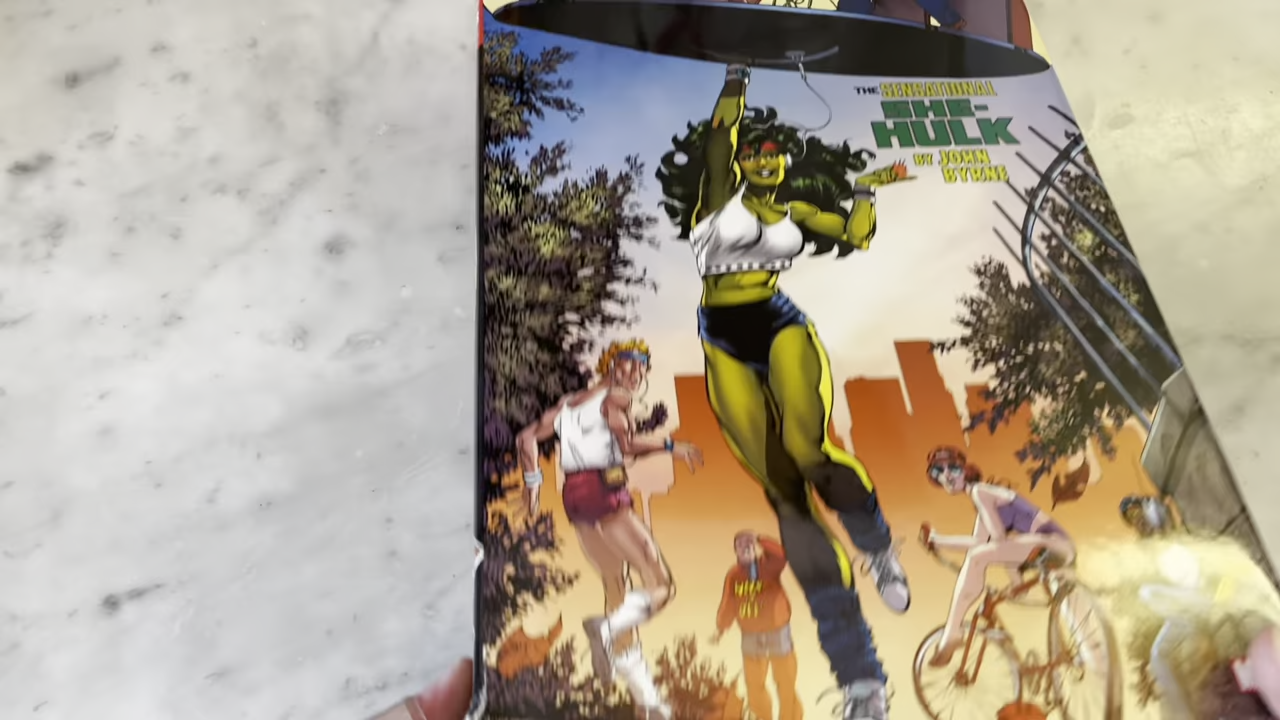 THE SENSATIONAL
SHE-
HULK
BY JOHN
BYRNE